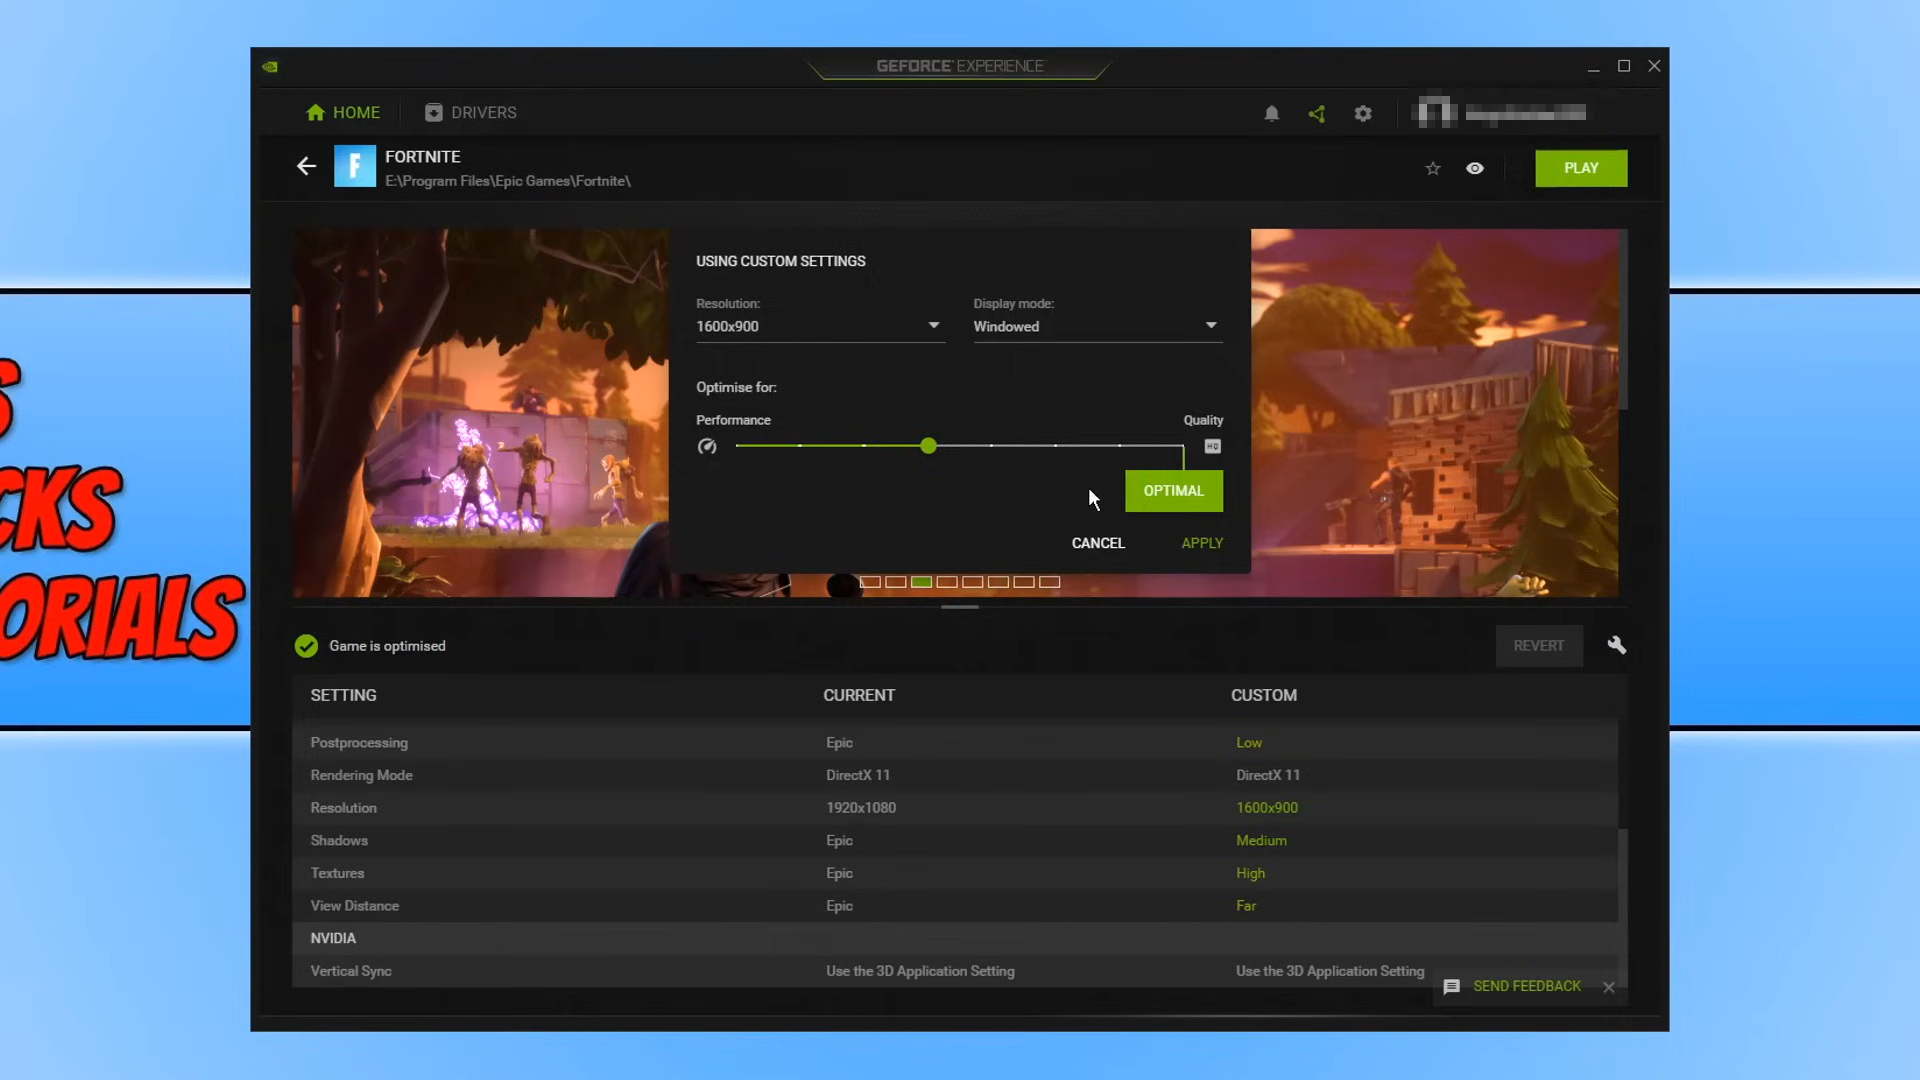 GEFORCE EXPERIENCE
HOME
DRIVERS
F
FORTNITE
E:\Program Files\Epic Games\Fortnite\
PLAY
USING CUSTOM SETTINGS
Resolution:
Display mode:
1600x900
Windowed
Optimise for:
Performance
Quality
HQ
OPTIMAL
CANCEL
APPLY
S
CKS
ORIALS
Game is optimised
REVERT
SETTING CURRENT CUSTOM
Postprocessing Epic Low
Rendering Mode DirectX 11 DirectX 11
Resolution 1920x1080 1600x900
Shadows Epic Medium
Textures Epic High
View Distance Epic Far
NVIDIA
Vertical Sync Use the 3D Application Setting Use the 3D Application Setting
SEND FEEDBACK